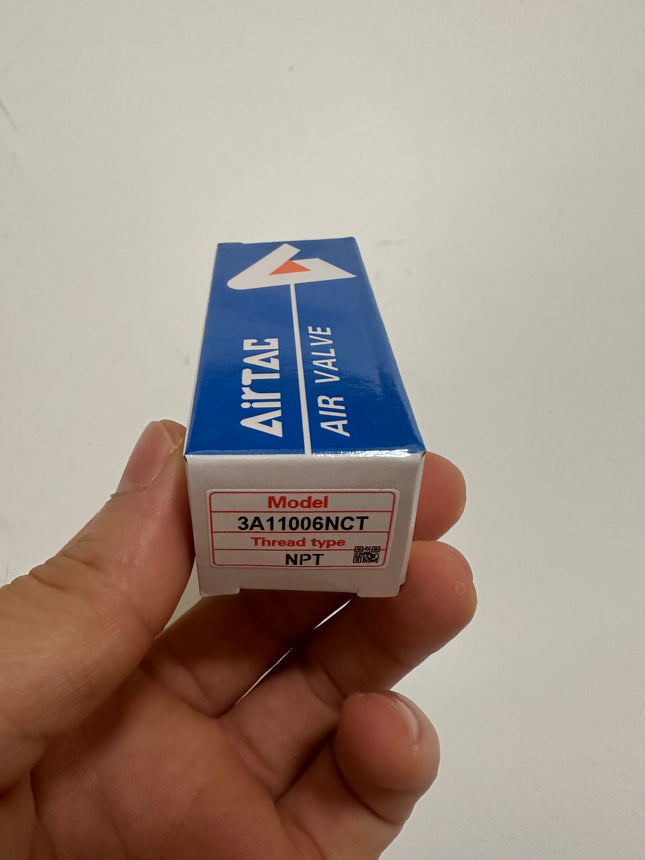 AirTAC
AIR VALVE
Model
3A11006NCT
Thread type
NPT